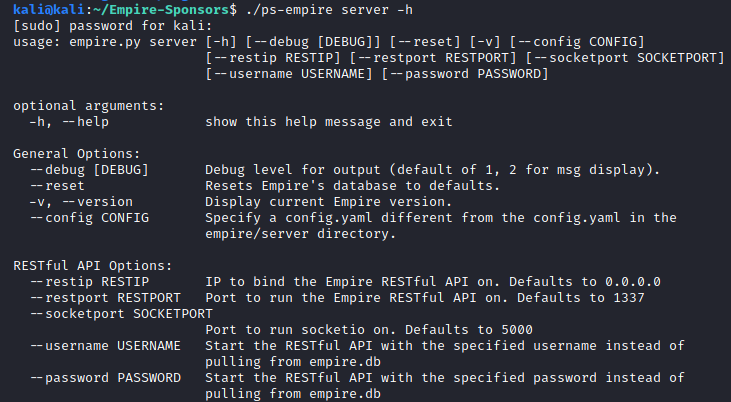 kali@kali:~/Empire-Sponsors$ ./ps-empire server -h
[sudo] password for kali:
usage: empire.py server [-h] [--debug [DEBUG]] [--reset] [-v] [--config CONFIG]
                        [--restip RESTIP] [--restport RESTPORT] [--socketport SOCKETPORT]
                        [--username USERNAME] [--password PASSWORD]

optional arguments:
  -h, --help            show this help message and exit

General Options:
  --debug [DEBUG]       Debug level for output (default of 1, 2 for msg display).
  --reset               Resets Empire's database to defaults.
  -v, --version         Display current Empire version.
  --config CONFIG       Specify a config.yaml different from the config.yaml in the
                        empire/server directory.

RESTful API Options:
  --restip RESTIP       IP to bind the Empire RESTful API on. Defaults to 0.0.0.0
  --restport RESTPORT   Port to run the Empire RESTful API on. Defaults to 1337
  --socketport SOCKETPORT
                        Port to run socketio on. Defaults to 5000
  --username USERNAME   Start the RESTful API with the specified username instead of
                        pulling from empire.db
  --password PASSWORD   Start the RESTful API with the specified password instead of
                        pulling from empire.db